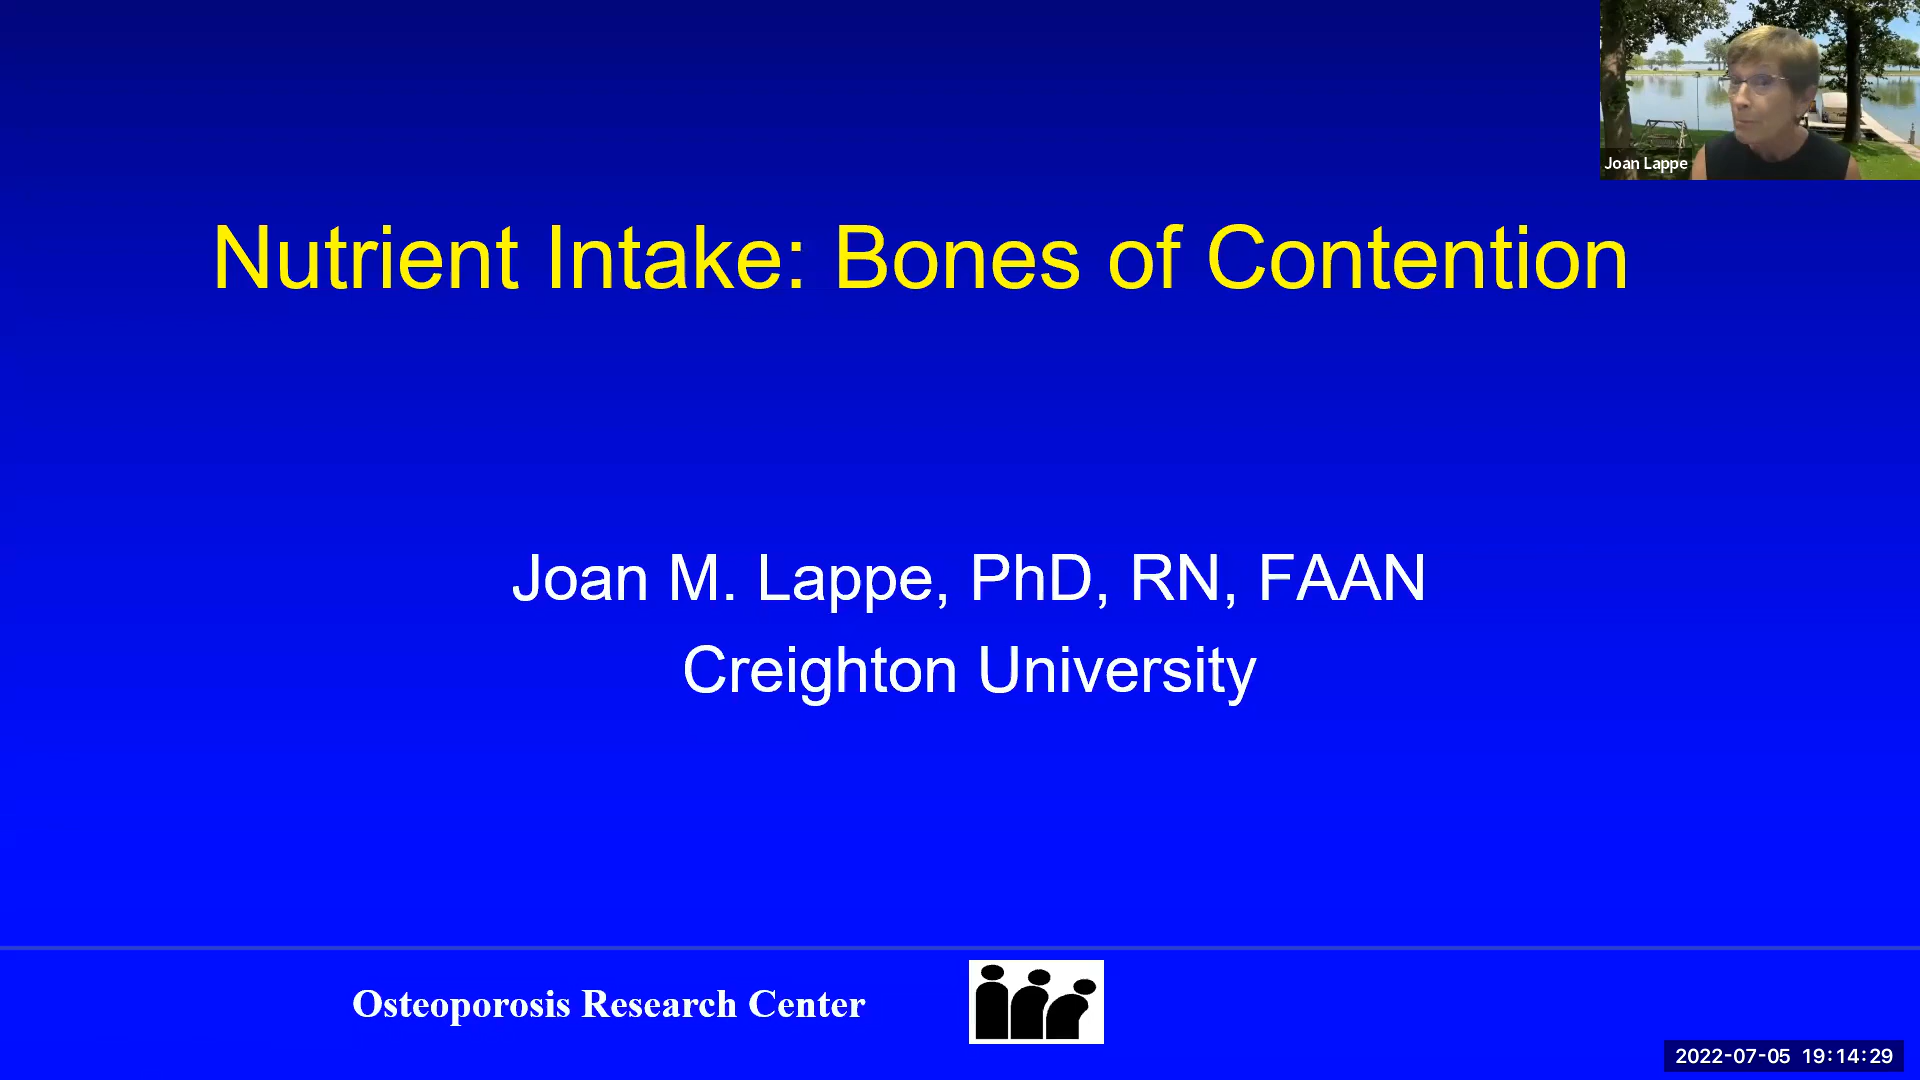 Joan Lappe
Nutrient Intake: Bones of Contention
Joan M. Lappe, PhD, RN, FAAN
Creighton University
Osteoporosis Research Center
2022-07-05 19:14:29